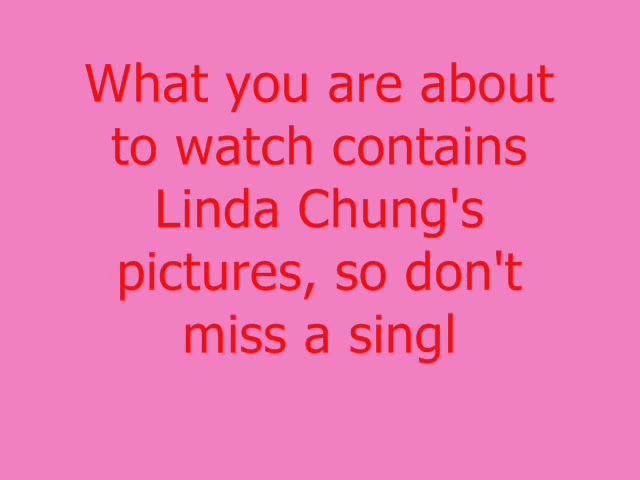 What you are about
to watch contains
Linda Chung's
pictures, so don't
miss a singl